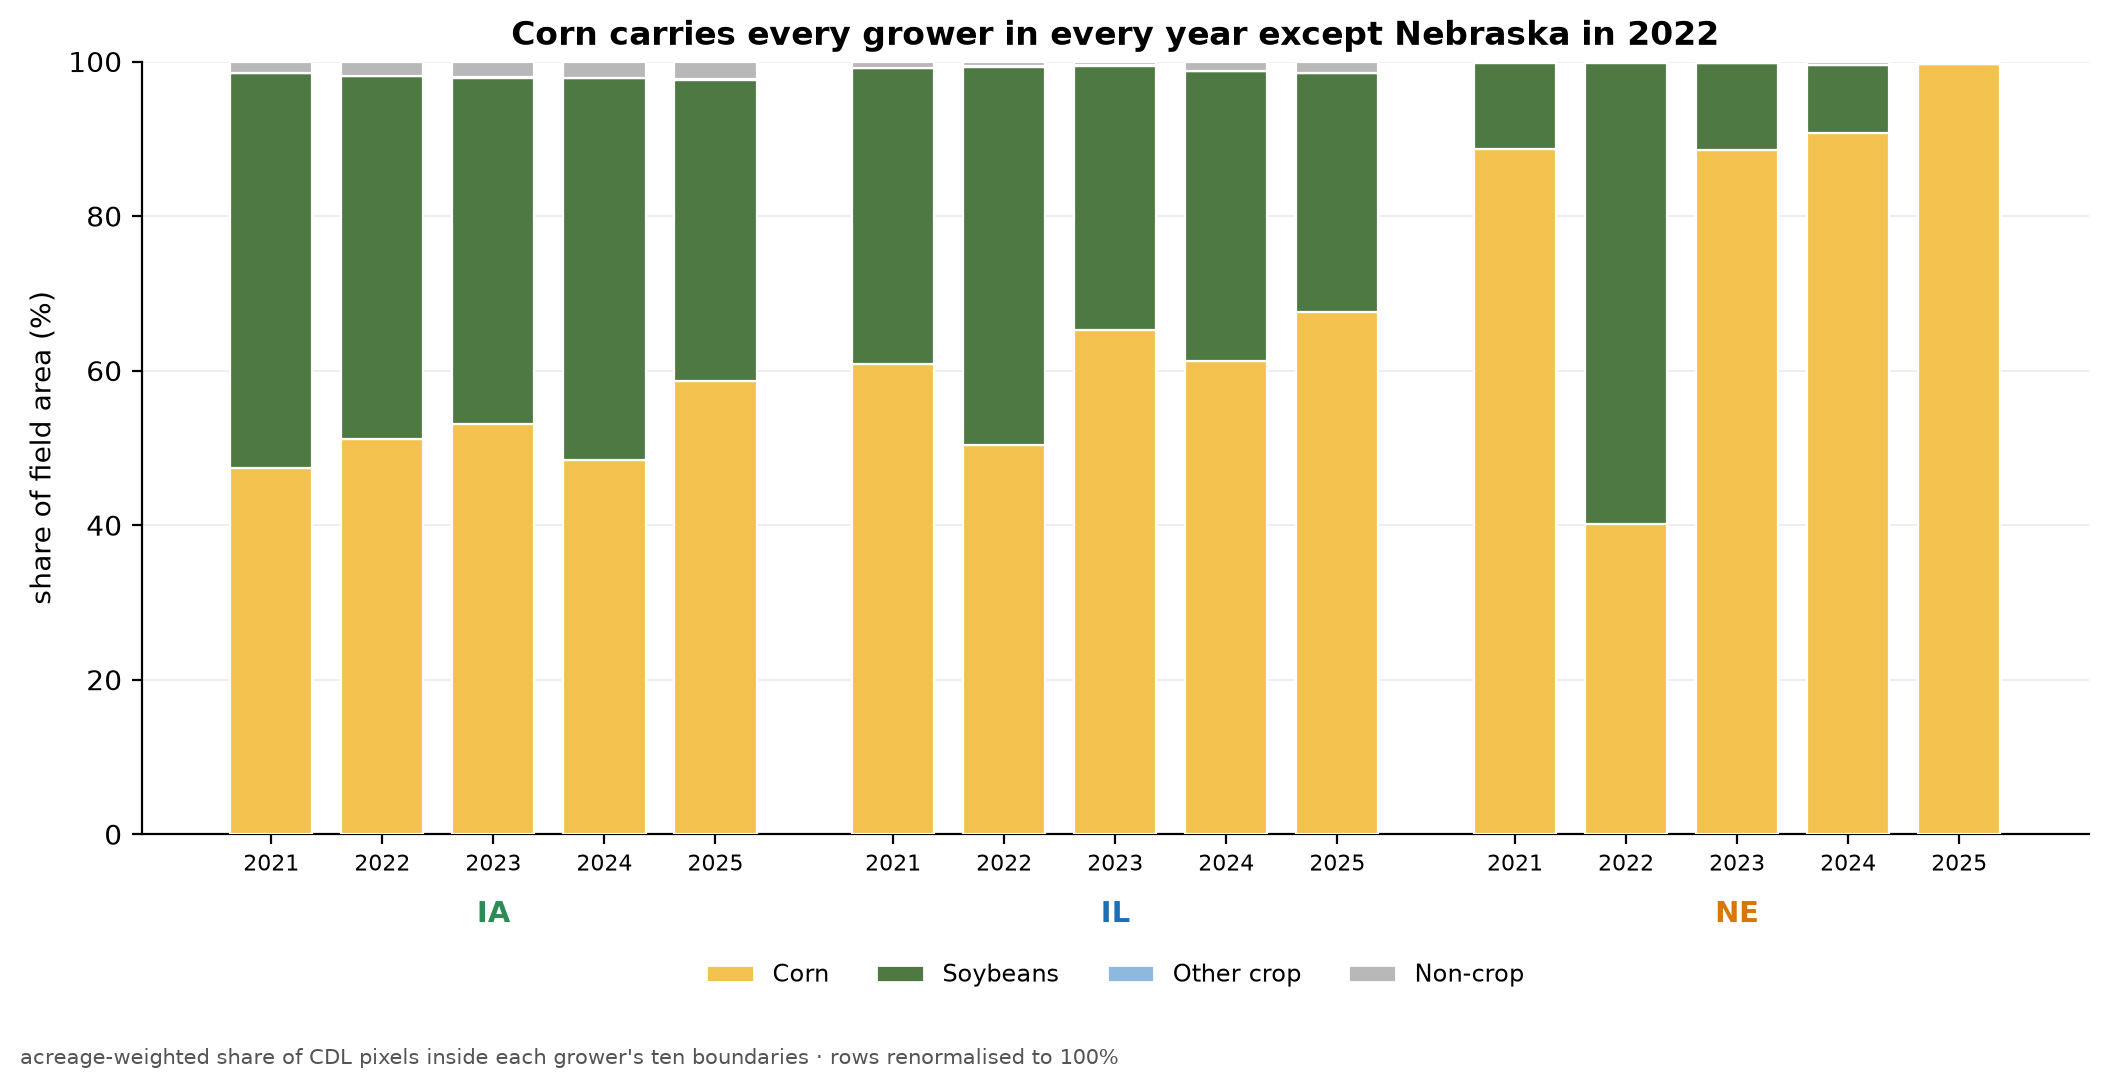 Corn carries every grower in every year except Nebraska in 2022
share of field area (%)
100
80
60
40
20
0
2021 2022 2023 2024 2025 2021 2022 2023 2024 2025 2021 2022 2023 2024 2025
IA IL NE
Corn Soybeans Other crop Non-crop
acreage-weighted share of CDL pixels inside each grower's ten boundaries · rows renormalised to 100%